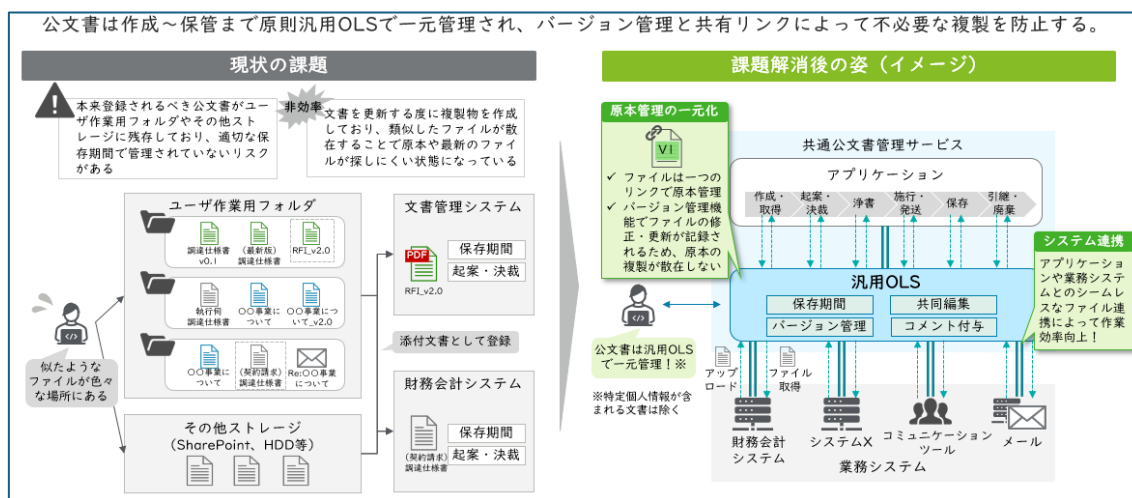 公文書は作成～保管まで原則汎用OLSで一元管理され、バージョン管理と共有リンクによって不必要な複製を防止する。
現状の課題
本来登録されるべき公文書がユー
ザ作業用フォルダやその他スト
レージに残存しており、適切な保
存期間で管理されていないリスク
がある
非効率
文書を更新する度に複製物を作成
しており、類似したファイルが散
在することで原本や最新のファイ
ルが探しにくい状態になっている
ユーザ作業用フォルダ
調達仕様書
v0.1
(最新版)
調達仕様書
RFI_v2.0
執行伺
調達仕様書
〇〇事業に
ついて
〇〇事業につ
いて_v2.0
〇〇事業に
ついて
(契約請求)
調達仕様書
Re:〇〇事業
について
似たような
ファイルが色々
な場所にある
その他ストレージ
(SharePoint、HDD等)
文書管理システム
PDF
RFI_v2.0
保存期間
起案・決裁
添付文書として登録
財務会計システム
(契約請求)
調達仕様書
保存期間
起案・決裁
課題解消後の姿（イメージ）
原本管理の一元化
V1
✓ ファイルは一つの
リンクで原本管理
✓ バージョン管理機
能でファイルの修
正・更新が記録さ
れるため、原本の
複製が散在しない
共通公文書管理サービス
アプリケーション
作成・
取得
起案・
決裁
浄書
施行・
発送
保存
引継・
廃棄
システム連携
アプリケーショ
ンや業務システ
ムとのシームレ
スなファイル連
携によって作業
効率向上！
汎用OLS
保存期間
共同編集
バージョン管理
コメント付与
公文書は汎用OLS
で一元管理！※
※特定個人情報が含
まれる文書は除く
アップ
ロード
ファイル
取得
財務会計
システム
システムX
コミュニケーション
ツール
メール
業務システム